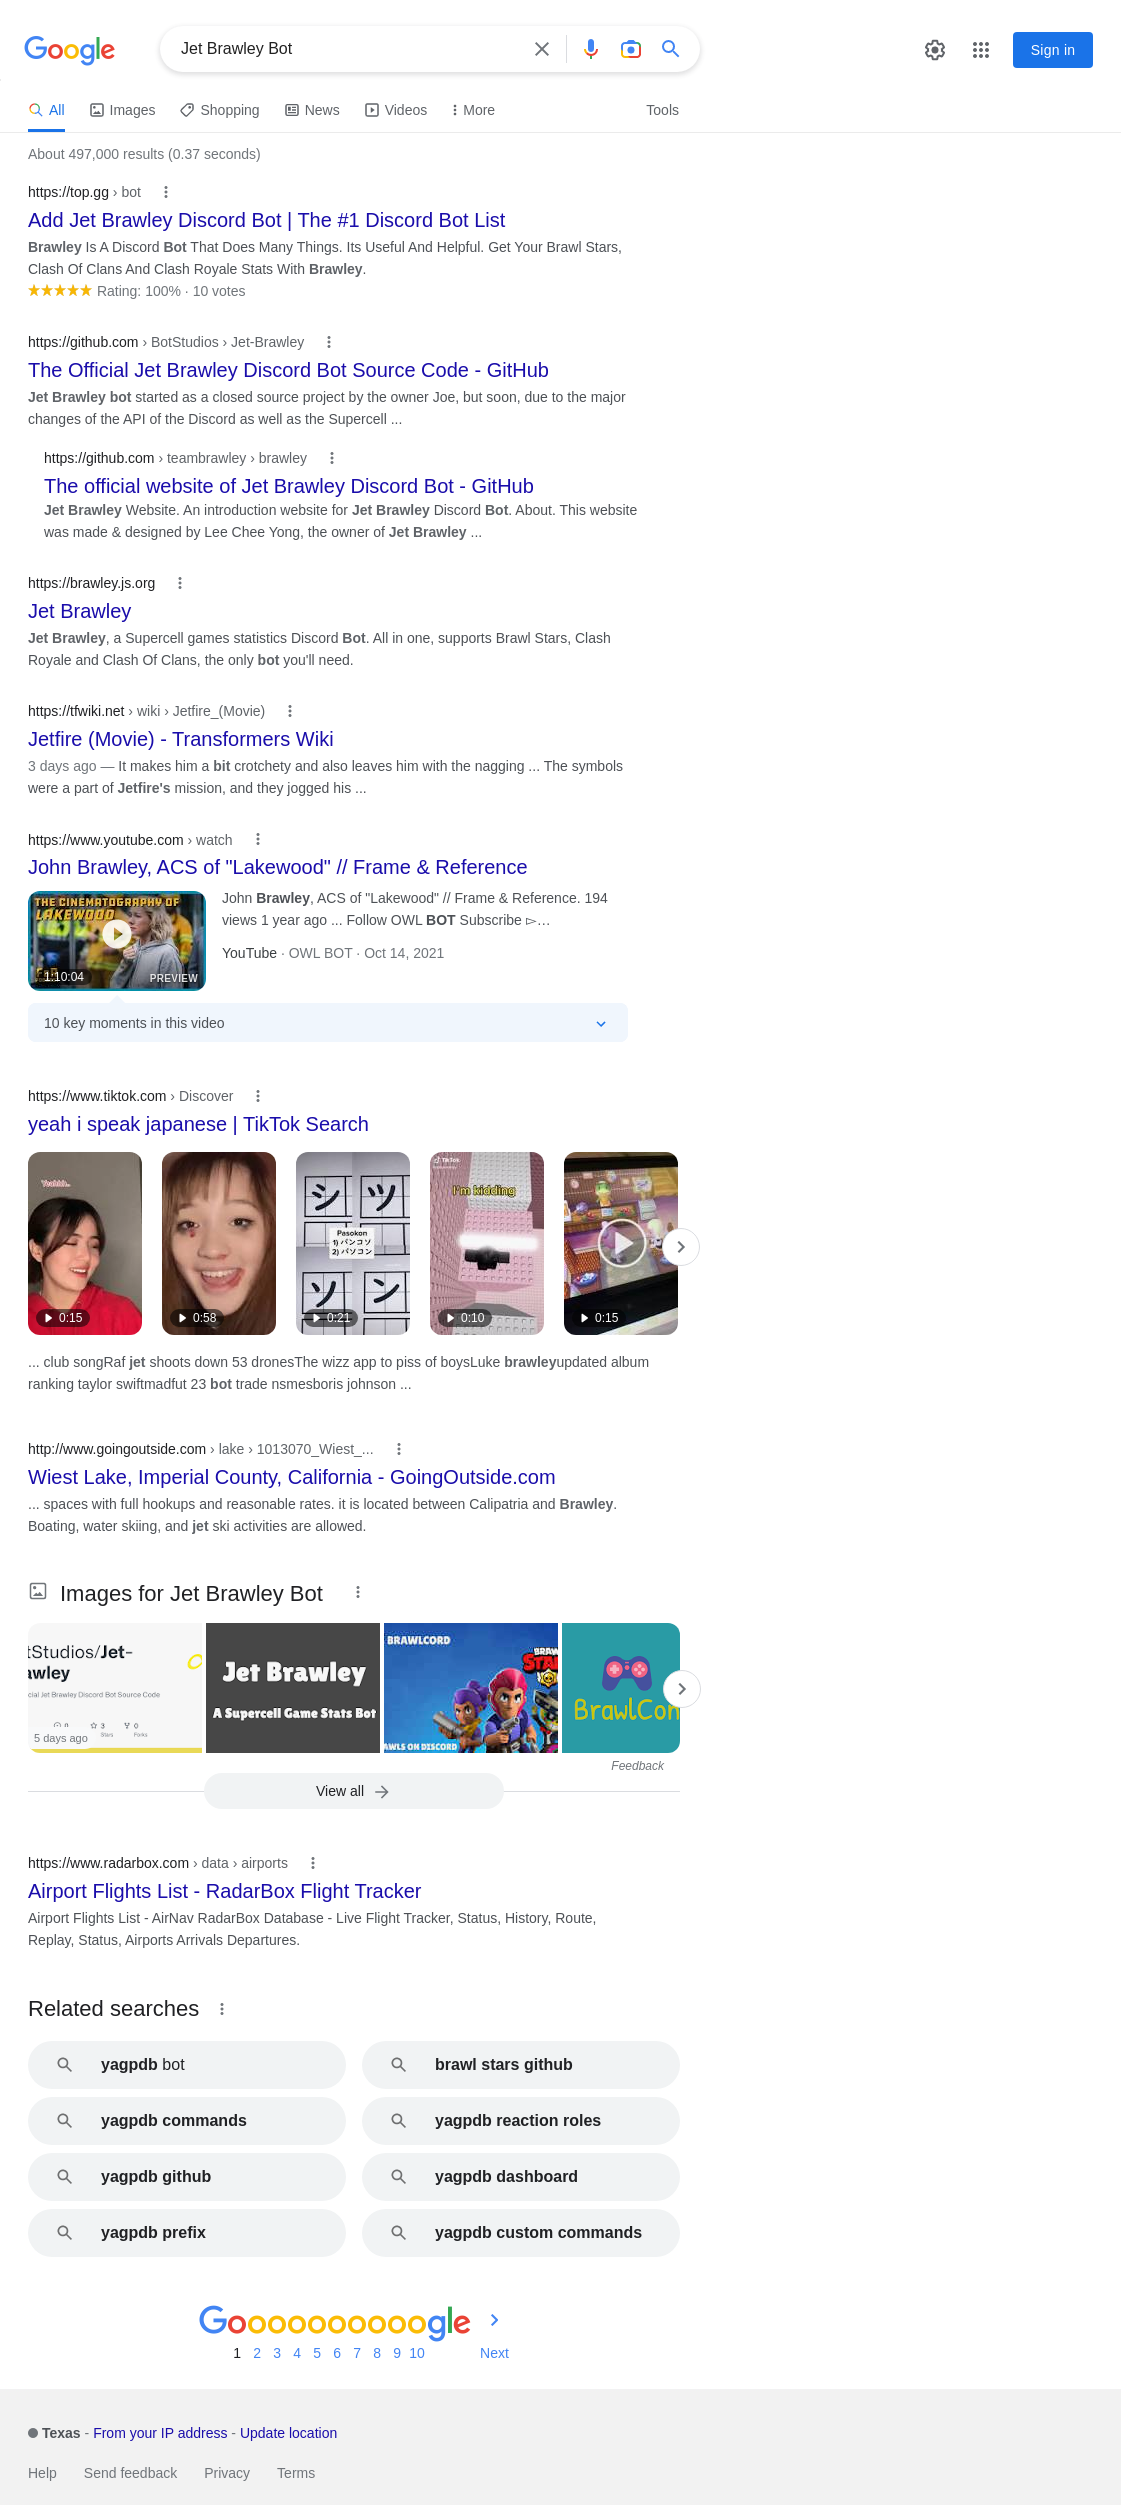 Google
Jet Brawley Bot
Sign in
All
Images
Shopping
News
Videos
More
Tools
About 497,000 results (0.37 seconds)
https://top.gg › bot
Add Jet Brawley Discord Bot | The #1 Discord Bot List
Brawley Is A Discord Bot That Does Many Things. Its Useful And Helpful. Get Your Brawl Stars,
Clash Of Clans And Clash Royale Stats With Brawley.
Rating: 100% · 10 votes
https://github.com › BotStudios › Jet-Brawley
The Official Jet Brawley Discord Bot Source Code - GitHub
Jet Brawley bot started as a closed source project by the owner Joe, but soon, due to the major
changes of the API of the Discord as well as the Supercell ...
https://github.com › teambrawley › brawley
The official website of Jet Brawley Discord Bot - GitHub
Jet Brawley Website. An introduction website for Jet Brawley Discord Bot. About. This website
was made & designed by Lee Chee Yong, the owner of Jet Brawley ...
https://brawley.js.org
Jet Brawley
Jet Brawley, a Supercell games statistics Discord Bot. All in one, supports Brawl Stars, Clash
Royale and Clash Of Clans, the only bot you'll need.
https://tfwiki.net › wiki › Jetfire_(Movie)
Jetfire (Movie) - Transformers Wiki
3 days ago — It makes him a bit crotchety and also leaves him with the nagging ... The symbols
were a part of Jetfire's mission, and they jogged his ...
https://www.youtube.com › watch
John Brawley, ACS of "Lakewood" // Frame & Reference
THE CINEMATOGRAPHY OF
LAKEWOOD
1:10:04
PREVIEW
John Brawley, ACS of "Lakewood" // Frame & Reference. 194
views 1 year ago ... Follow OWL BOT Subscribe ▻…
YouTube · OWL BOT · Oct 14, 2021
10 key moments in this video
https://www.tiktok.com › Discover
yeah i speak japanese | TikTok Search
Yeahhh..
0:15
0:58
シ ツ
Pasokon
1) パンコソ
2) パソコン
ソ ン
0:21
TikTok
I'm kidding
0:10
0:15
... club songRaf jet shoots down 53 dronesThe wizz app to piss of boysLuke brawleyupdated album
ranking taylor swiftmadfut 23 bot trade nsmesboris johnson ...
http://www.goingoutside.com › lake › 1013070_Wiest_...
Wiest Lake, Imperial County, California - GoingOutside.com
... spaces with full hookups and reasonable rates. it is located between Calipatria and Brawley.
Boating, water skiing, and jet ski activities are allowed.
Images for Jet Brawley Bot
tStudios/Jet-
awley
cial Jet Brawley Discord Bot Source Code
0
3
0
Stars
Forks
5 days ago
Jet Brawley
A Supercell Game Stats Bot
BRAWLCORD
BRAW
STA
AWLS ON DISCORD
BrawlCon
Feedback
View all
https://www.radarbox.com › data › airports
Airport Flights List - RadarBox Flight Tracker
Airport Flights List - AirNav RadarBox Database - Live Flight Tracker, Status, History, Route,
Replay, Status, Airports Arrivals Departures.
Related searches
yagpdb bot
brawl stars github
yagpdb commands
yagpdb reaction roles
yagpdb github
yagpdb dashboard
yagpdb prefix
yagpdb custom commands
Goooooooooogle
1 2 3 4 5 6 7 8 9 10 Next
Texas - From your IP address - Update location
Help Send feedback Privacy Terms